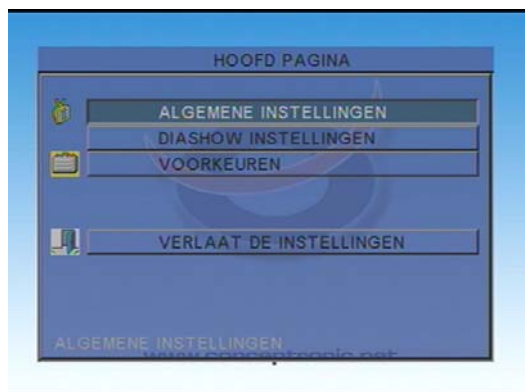 HOOFD PAGINA
ALGEMENE INSTELLINGEN
DIASHOW INSTELLINGEN
VOORKEUREN
VERLAAT DE INSTELLINGEN
ALGEMENE INSTELLINGEN
www.conceptronic.net